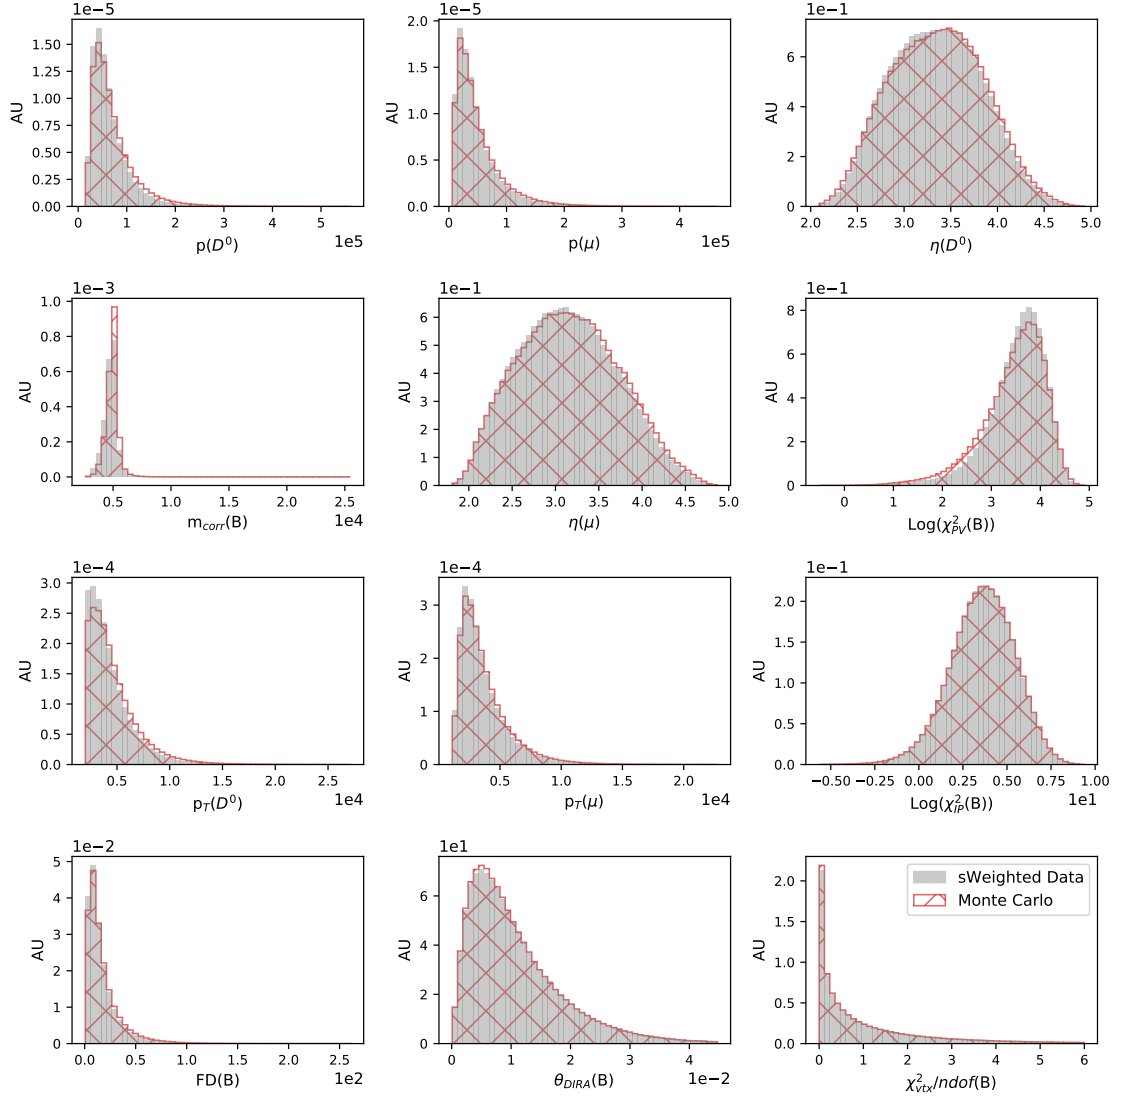 1e−5
1.50
1.25
1.00
0.75
0.50
0.25
0.00
AU
0 1 2 3 4 5
p(D⁰)
1e5
1e−5
2.0
1.5
1.0
0.5
0.0
AU
0 1 2 3 4
p(μ)
1e5
1e−1
6
4
2
0
AU
2.0 2.5 3.0 3.5 4.0 4.5 5.0
η(D⁰)
1e−3
1.0
0.8
0.6
0.4
0.2
0.0
AU
0.5 1.0 1.5 2.0 2.5
m_corr(B)
1e4
1e−1
6
5
4
3
2
1
0
AU
2.0 2.5 3.0 3.5 4.0 4.5 5.0
η(μ)
1e−1
8
6
4
2
0
AU
0 1 2 3 4 5
Log(χ²_PV(B))
1e−4
3.0
2.5
2.0
1.5
1.0
0.5
0.0
AU
0.5 1.0 1.5 2.0 2.5
p_T(D⁰)
1e4
1e−4
3
2
1
0
AU
0.5 1.0 1.5 2.0
p_T(μ)
1e4
1e−1
2.0
1.5
1.0
0.5
0.0
AU
−0.50 −0.25 0.00 0.25 0.50 0.75 1.00
Log(χ²_IP(B))
1e1
1e−2
5
4
3
2
1
0
AU
0.0 0.5 1.0 1.5 2.0 2.5
FD(B)
1e2
1e1
6
4
2
0
AU
0 1 2 3 4
θ_DIRA(B)
1e−2
sWeighted Data
Monte Carlo
2.0
1.5
1.0
0.5
0.0
AU
0 1 2 3 4 5 6
χ²_vtx/ndof(B)